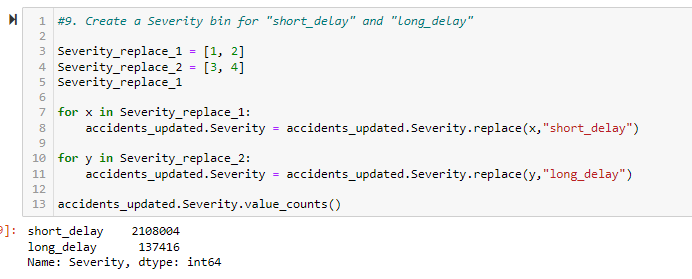 1 #9. Create a Severity bin for "short_delay" and "long_delay"
2
3 Severity_replace_1 = [1, 2]
4 Severity_replace_2 = [3, 4]
5 Severity_replace_1
6
7 for x in Severity_replace_1:
8     accidents_updated.Severity = accidents_updated.Severity.replace(x,"short_delay")
9
10 for y in Severity_replace_2:
11     accidents_updated.Severity = accidents_updated.Severity.replace(y,"long_delay")
12
13 accidents_updated.Severity.value_counts()
]: short_delay    2108004
long_delay      137416
Name: Severity, dtype: int64